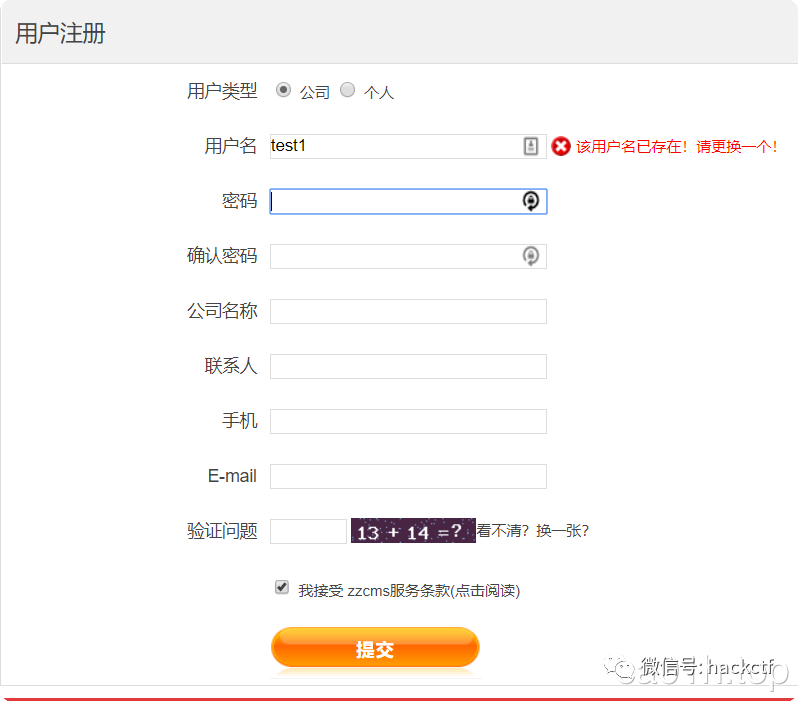 用户注册
用户类型 公司 个人
用户名 test1 该用户名已存在！请更换一个！
密码
确认密码
公司名称
联系人
手机
E-mail
验证问题 13 + 14 =? 看不清？换一张？
我接受 zzcms服务条款(点击阅读)
提交
微信号: hackctf